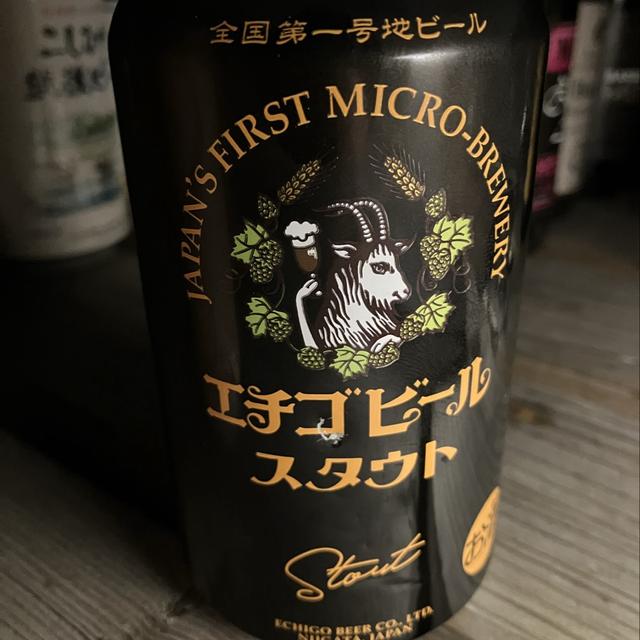 全国第一号地ビール
JAPAN'S FIRST MICRO-BREWERY
エチゴビール
スタウト
Stout
ECHIGO BEER CO., LTD.
NIIGATA JAPAN